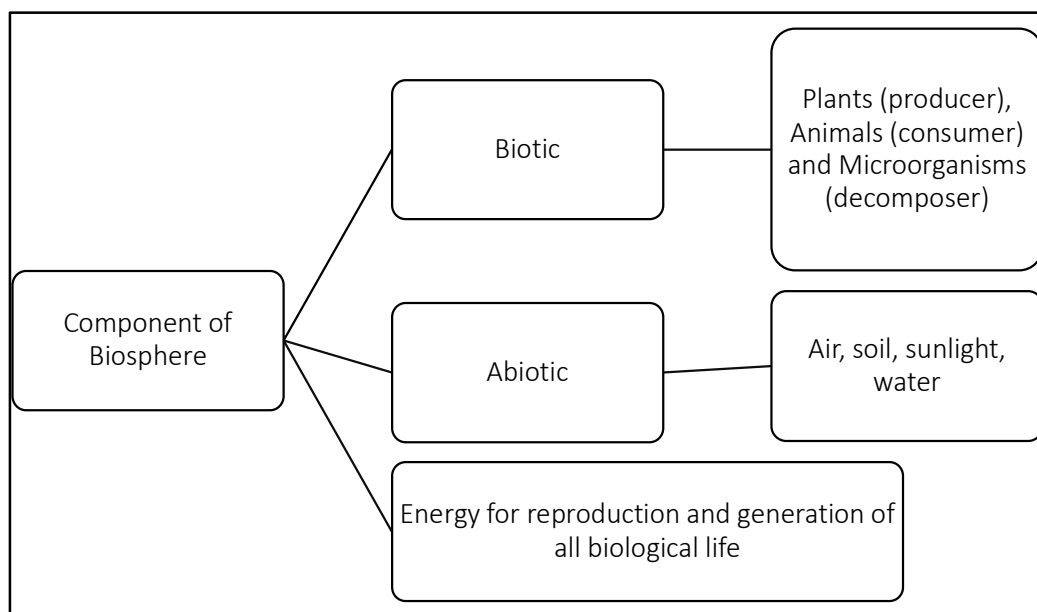 Component of
Biosphere
Biotic
Plants (producer),
Animals (consumer)
and Microorganisms
(decomposer)
Abiotic
Air, soil, sunlight,
water
Energy for reproduction and generation of
all biological life